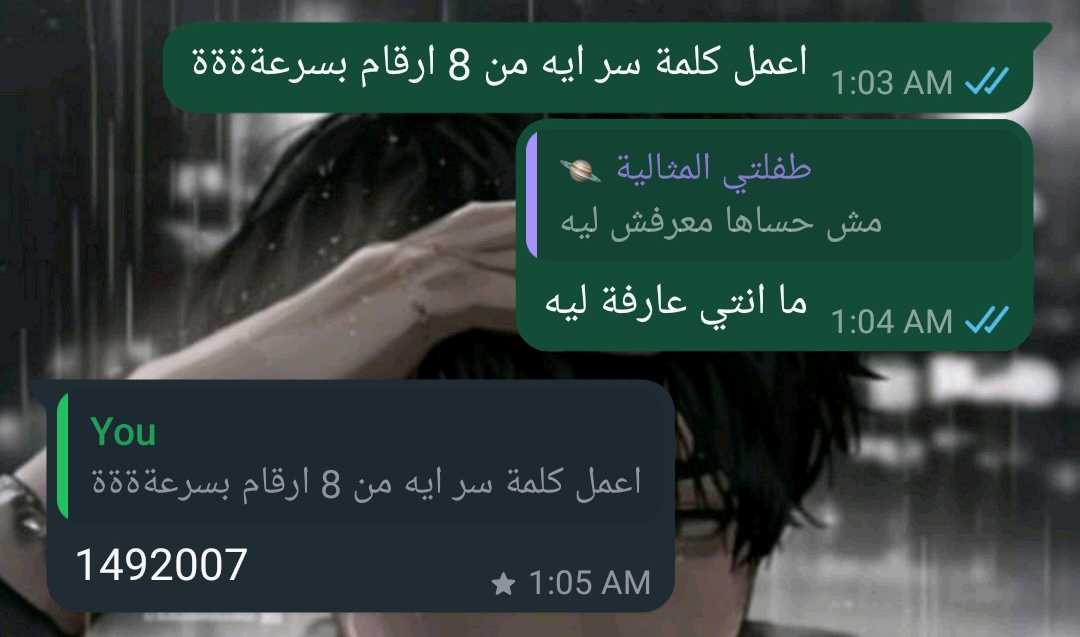 اعمل كلمة سر ايه من 8 ارقام بسرعةةةة
1:03 AM
طفلتي المثالية 🪐
مش حساها معرفش ليه
ما انتي عارفة ليه
1:04 AM
You
اعمل كلمة سر ايه من 8 ارقام بسرعةةةة
1492007
1:05 AM